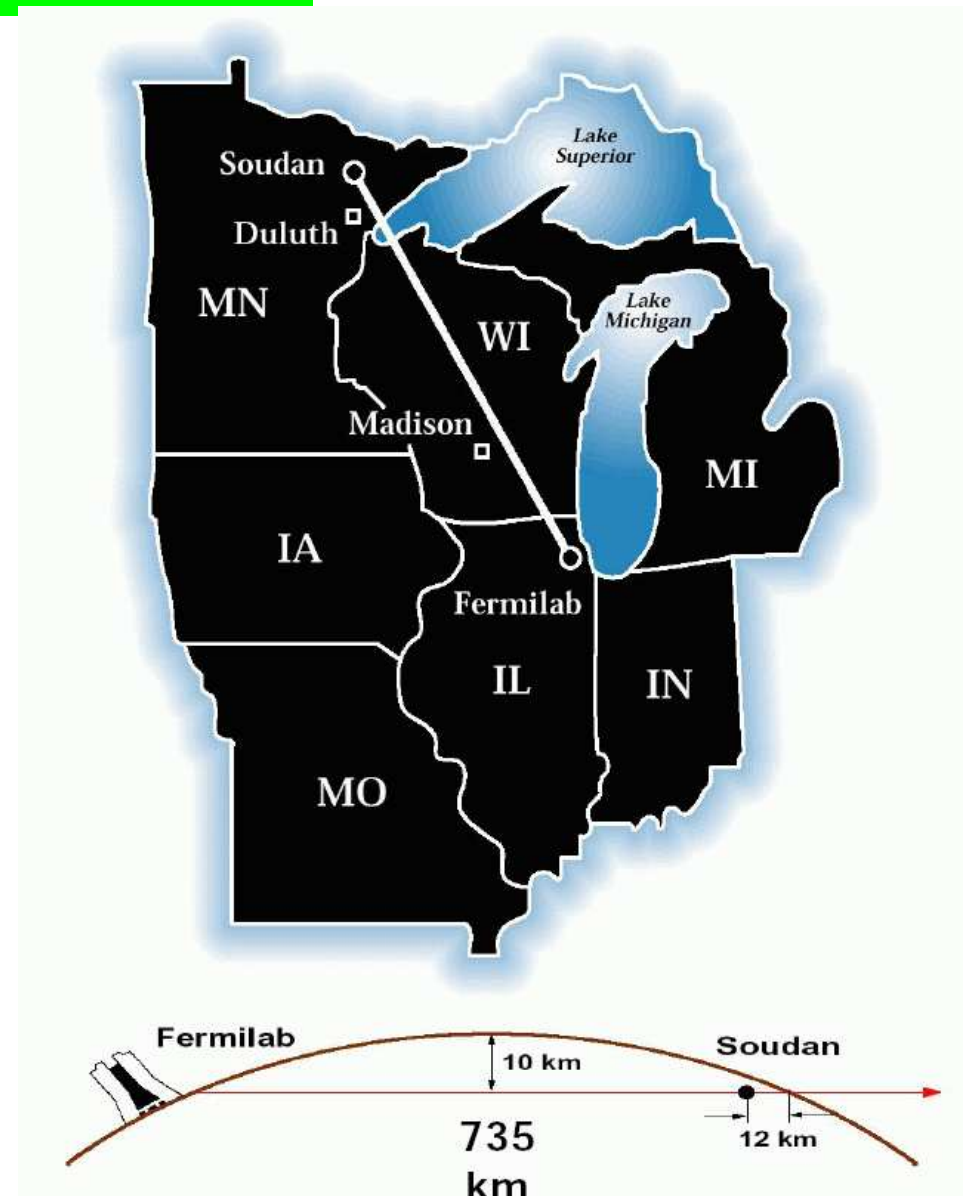 Lake
Superior
Soudan
Duluth
MN
Lake
Michigan
WI
Madison
MI
IA
Fermilab
IL
IN
MO
Fermilab
Soudan
10 km
12 km
735
km